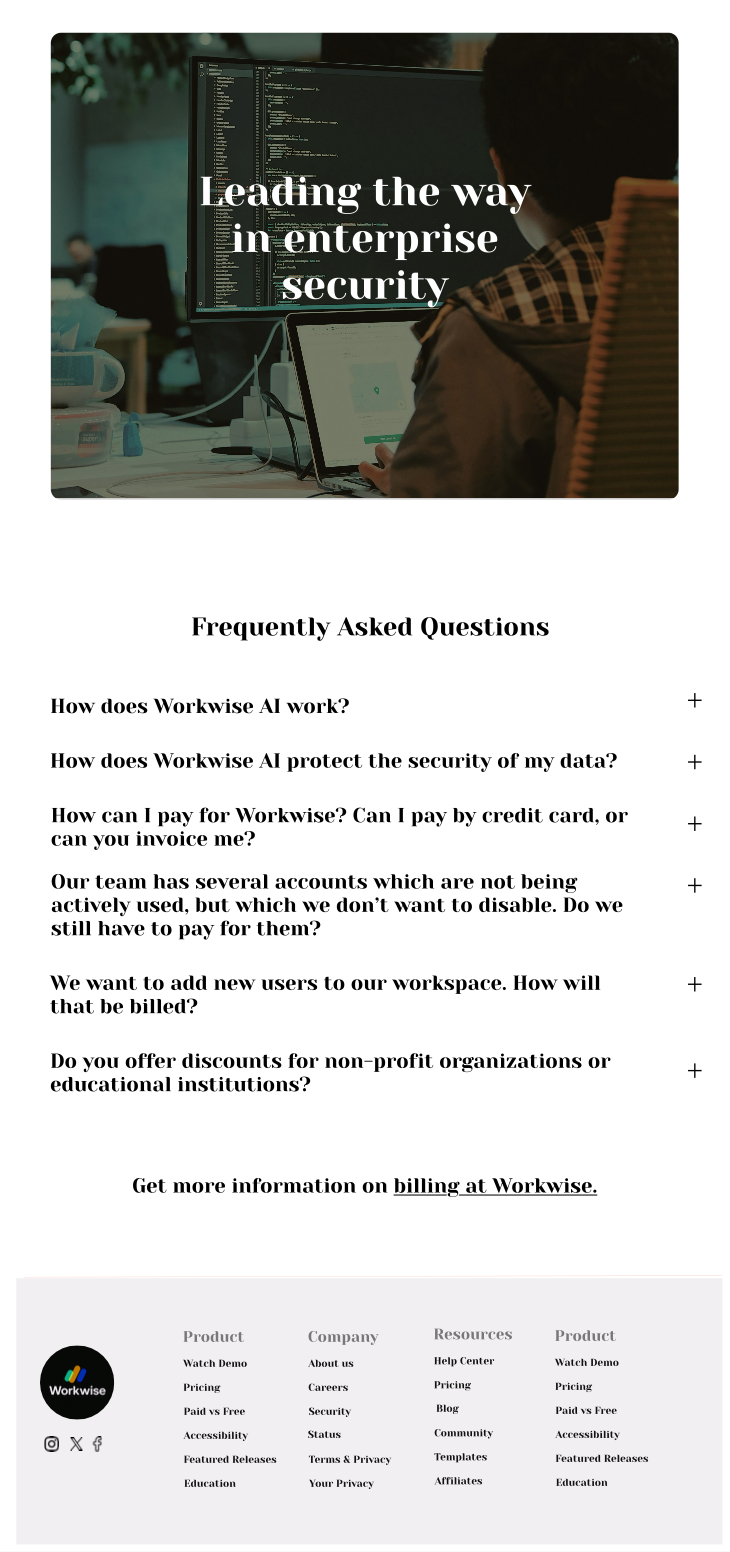 Leading the way
in enterprise
security
Frequently Asked Questions
How does Workwise AI work?
How does Workwise AI protect the security of my data?
How can I pay for Workwise? Can I pay by credit card, or
can you invoice me?
Our team has several accounts which are not being
actively used, but which we don’t want to disable. Do we
still have to pay for them?
We want to add new users to our workspace. How will
that be billed?
Do you offer discounts for non-profit organizations or
educational institutions?
Get more information on billing at Workwise.
Workwise
Product
Watch Demo
Pricing
Paid vs Free
Accessibility
Featured Releases
Education
Company
About us
Careers
Security
Status
Terms & Privacy
Your Privacy
Resources
Help Center
Pricing
Blog
Community
Templates
Affiliates
Product
Watch Demo
Pricing
Paid vs Free
Accessibility
Featured Releases
Education